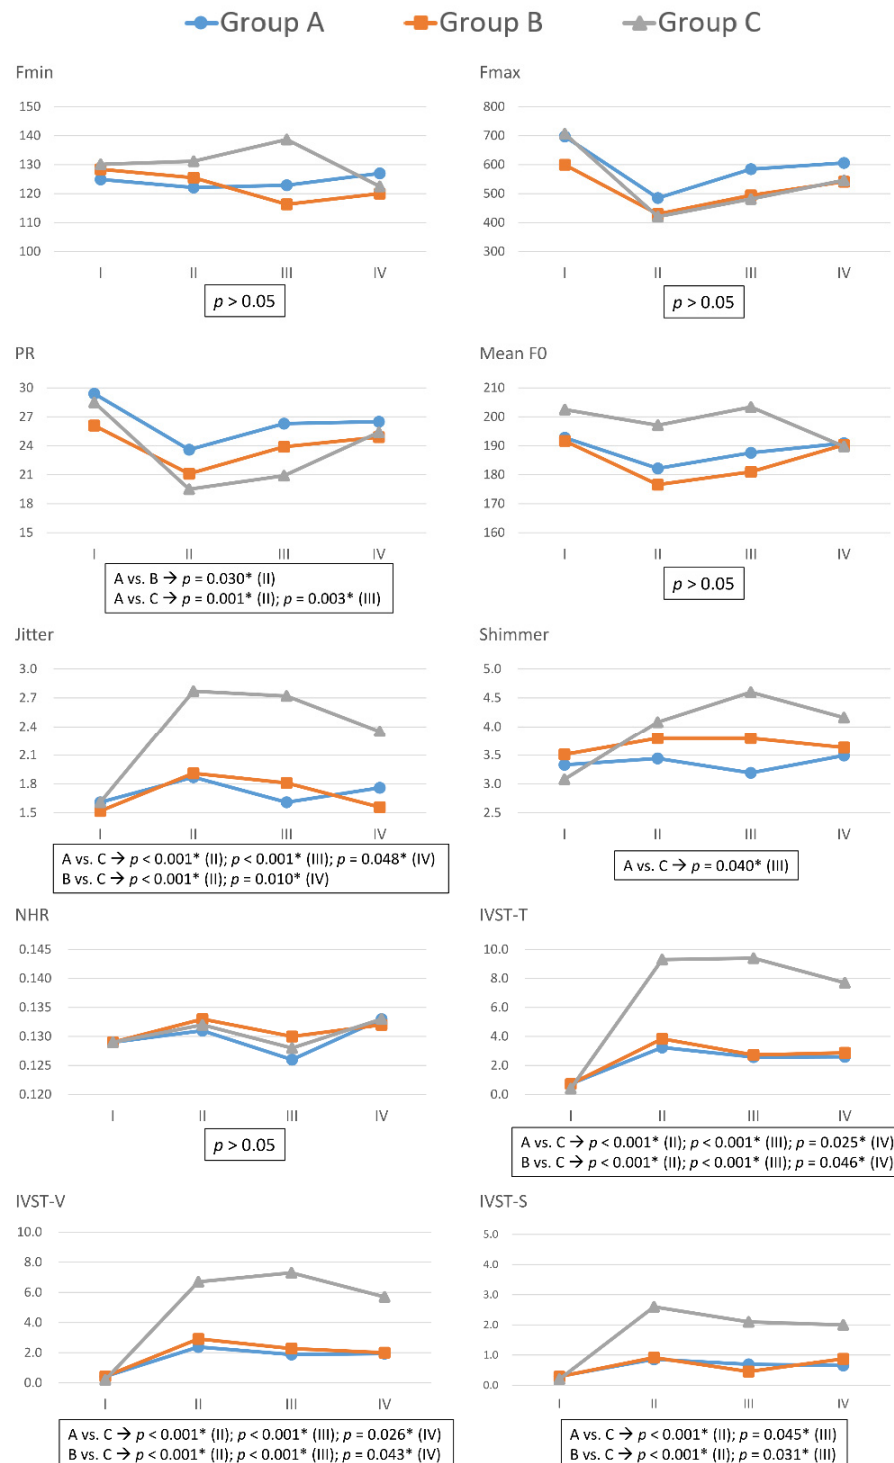 Group A Group B Group C
Fmin
150
140
130
120
110
100
I II III IV
p > 0.05
Fmax
800
700
600
500
400
300
I II III IV
p > 0.05
PR
30
27
24
21
18
15
I II III IV
A vs. B → p = 0.030* (II)
A vs. C → p = 0.001* (II); p = 0.003* (III)
Mean F0
210
200
190
180
170
160
I II III IV
p > 0.05
Jitter
3.0
2.7
2.4
2.1
1.8
1.5
I II III IV
A vs. C → p < 0.001* (II); p < 0.001* (III); p = 0.048* (IV)
B vs. C → p < 0.001* (II); p = 0.010* (IV)
Shimmer
5.0
4.5
4.0
3.5
3.0
2.5
I II III IV
A vs. C → p = 0.040* (III)
NHR
0.145
0.140
0.135
0.130
0.125
0.120
I II III IV
p > 0.05
IVST-T
10.0
8.0
6.0
4.0
2.0
0.0
I II III IV
A vs. C → p < 0.001* (II); p < 0.001* (III); p = 0.025* (IV)
B vs. C → p < 0.001* (II); p < 0.001* (III); p = 0.046* (IV)
IVST-V
10.0
8.0
6.0
4.0
2.0
0.0
I II III IV
A vs. C → p < 0.001* (II); p < 0.001* (III); p = 0.026* (IV)
B vs. C → p < 0.001* (II); p < 0.001* (III); p = 0.043* (IV)
IVST-S
5.0
4.0
3.0
2.0
1.0
0.0
I II III IV
A vs. C → p < 0.001* (II); p = 0.045* (III)
B vs. C → p < 0.001* (II); p = 0.031* (III)